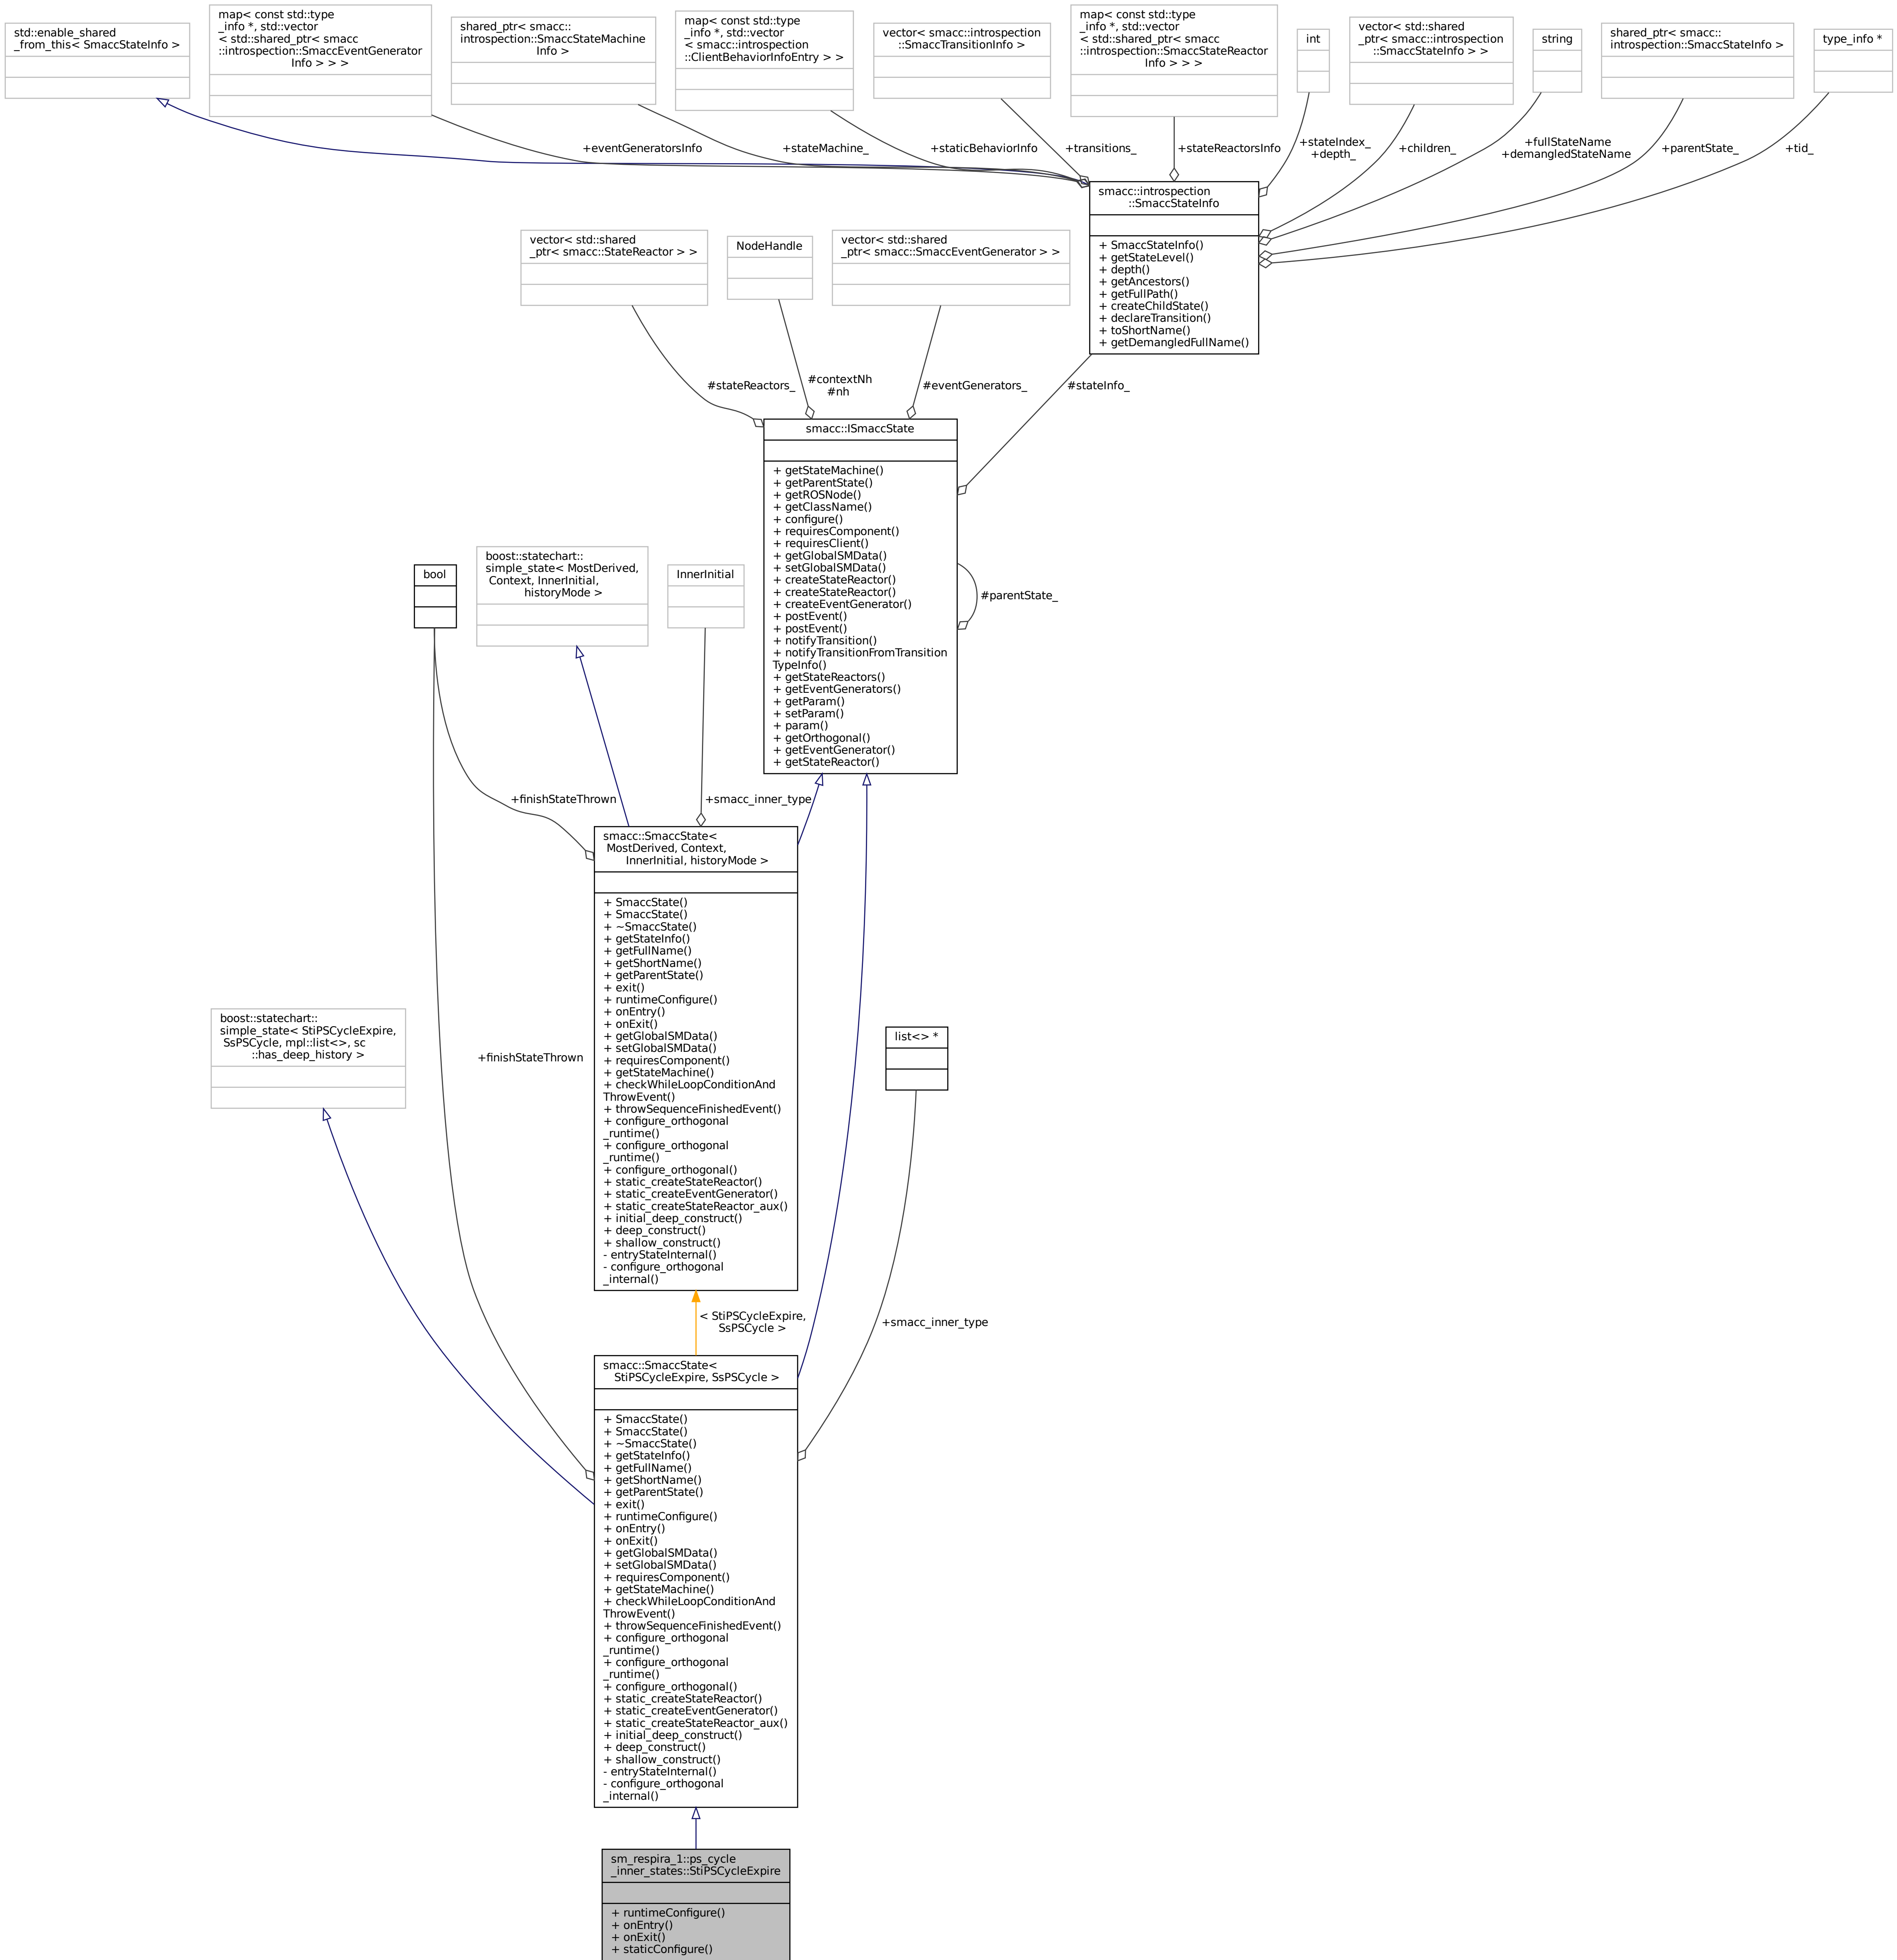 std::enable_shared
_from_this< SmaccStateInfo >
map< const std::type
_info *, std::vector
< std::shared_ptr< smacc
::introspection::SmaccEventGenerator
Info > > >
shared_ptr< smacc::
introspection::SmaccStateMachine
Info >
map< const std::type
_info *, std::vector
< smacc::introspection
::ClientBehaviorInfoEntry > >
vector< smacc::introspection
::SmaccTransitionInfo >
map< const std::type
_info *, std::vector
< std::shared_ptr< smacc
::introspection::SmaccStateReactor
Info > > >
int
vector< std::shared
_ptr< smacc::introspection
::SmaccStateInfo > >
string
shared_ptr< smacc::
introspection::SmaccStateInfo >
type_info *
+eventGeneratorsInfo
+stateMachine_
+staticBehaviorInfo
+transitions_
+stateReactorsInfo
+stateIndex_
+depth_
+children_
+fullStateName
+demangledStateName
+parentState_
+tid_
smacc::introspection
::SmaccStateInfo
+ SmaccStateInfo()
+ getStateLevel()
+ depth()
+ getAncestors()
+ getFullPath()
+ createChildState()
+ declareTransition()
+ toShortName()
+ getDemangledFullName()
vector< std::shared
_ptr< smacc::StateReactor > >
NodeHandle
vector< std::shared
_ptr< smacc::SmaccEventGenerator > >
#stateReactors_
#contextNh
#nh
#eventGenerators_
#stateInfo_
smacc::ISmaccState
+ getStateMachine()
+ getParentState()
+ getROSNode()
+ getClassName()
+ configure()
+ requiresComponent()
+ requiresClient()
+ getGlobalSMData()
+ setGlobalSMData()
+ createStateReactor()
+ createStateReactor()
+ createEventGenerator()
+ postEvent()
+ postEvent()
+ notifyTransition()
+ notifyTransitionFromTransition
TypeInfo()
+ getStateReactors()
+ getEventGenerators()
+ getParam()
+ setParam()
+ param()
+ getOrthogonal()
+ getEventGenerator()
+ getStateReactor()
#parentState_
bool
boost::statechart::
simple_state< MostDerived,
Context, InnerInitial,
historyMode >
InnerInitial
+finishStateThrown
+smacc_inner_type
smacc::SmaccState<
MostDerived, Context,
InnerInitial, historyMode >
+ SmaccState()
+ SmaccState()
+ ~SmaccState()
+ getStateInfo()
+ getFullName()
+ getShortName()
+ getParentState()
+ exit()
+ runtimeConfigure()
+ onEntry()
+ onExit()
+ getGlobalSMData()
+ setGlobalSMData()
+ requiresComponent()
+ getStateMachine()
+ checkWhileLoopConditionAnd
ThrowEvent()
+ throwSequenceFinishedEvent()
+ configure_orthogonal
_runtime()
+ configure_orthogonal
_runtime()
+ configure_orthogonal()
+ static_createStateReactor()
+ static_createEventGenerator()
+ static_createStateReactor_aux()
+ initial_deep_construct()
+ deep_construct()
+ shallow_construct()
- entryStateInternal()
- configure_orthogonal
_internal()
boost::statechart::
simple_state< StiPSCycleExpire,
SsPSCycle, mpl::list<>, sc
::has_deep_history >
+finishStateThrown
list<> *
< StiPSCycleExpire,
SsPSCycle >
+smacc_inner_type
smacc::SmaccState<
StiPSCycleExpire, SsPSCycle >
+ SmaccState()
+ SmaccState()
+ ~SmaccState()
+ getStateInfo()
+ getFullName()
+ getShortName()
+ getParentState()
+ exit()
+ runtimeConfigure()
+ onEntry()
+ onExit()
+ getGlobalSMData()
+ setGlobalSMData()
+ requiresComponent()
+ getStateMachine()
+ checkWhileLoopConditionAnd
ThrowEvent()
+ throwSequenceFinishedEvent()
+ configure_orthogonal
_runtime()
+ configure_orthogonal
_runtime()
+ configure_orthogonal()
+ static_createStateReactor()
+ static_createEventGenerator()
+ static_createStateReactor_aux()
+ initial_deep_construct()
+ deep_construct()
+ shallow_construct()
- entryStateInternal()
- configure_orthogonal
_internal()
sm_respira_1::ps_cycle
_inner_states::StiPSCycleExpire
+ runtimeConfigure()
+ onEntry()
+ onExit()
+ staticConfigure()